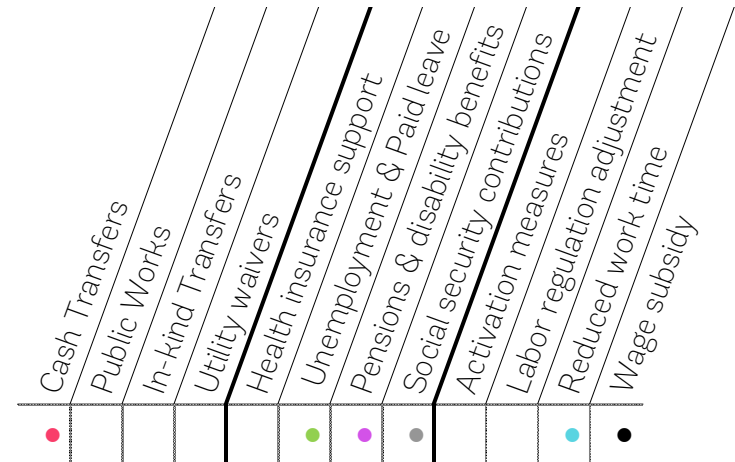 Cash Transfers
Public Works
In-kind Transfers
Utility waivers
Health insurance support
Unemployment & Paid leave
Pensions & disability benefits
Social security contributions
Activation measures
Labor regulation adjustment
Reduced work time
Wage subsidy